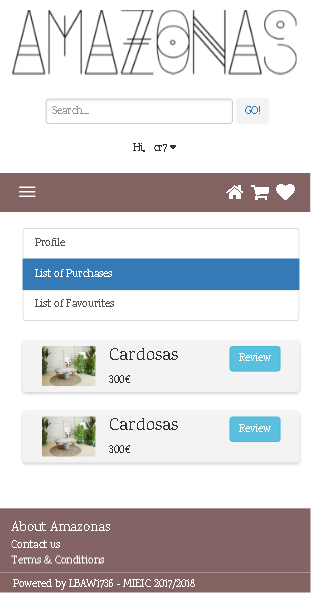 AMAZONAS
Search...
GO!
Hi, cr7
Profile
List of Purchases
List of Favourites
Cardosas
Review
300€
Cardosas
Review
300€
About Amazonas
Contact us
Terms & Conditions
Powered by LBAW1736 - MIEIC 2017/2018